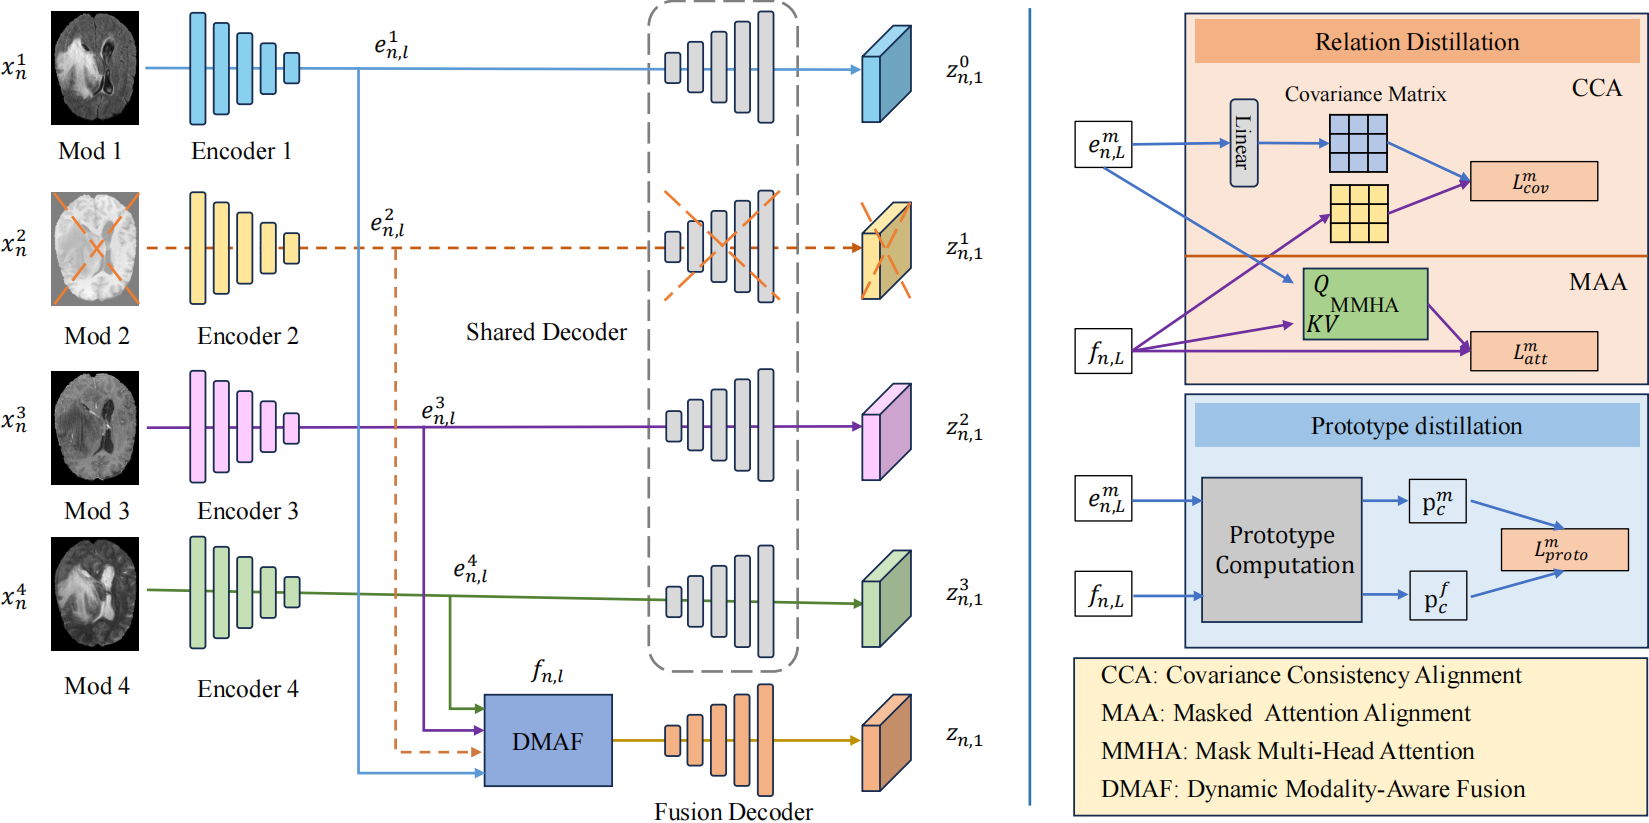 x_n^1
Mod 1
Encoder 1
e_{n,l}^1
z_{n,1}^0
x_n^2
Mod 2
Encoder 2
e_{n,l}^2
Shared Decoder
z_{n,1}^1
x_n^3
Mod 3
Encoder 3
e_{n,l}^3
z_{n,1}^2
x_n^4
Mod 4
Encoder 4
e_{n,l}^4
z_{n,1}^3
f_{n,l}
DMAF
Fusion Decoder
z_{n,1}
Relation Distillation
CCA
Covariance Matrix
e_{n,L}^m
Linear
L_{cov}^m
MAA
Q
MMHA
KV
f_{n,L}
L_{att}^m
Prototype distillation
e_{n,L}^m
f_{n,L}
Prototype
Computation
p_c^m
p_c^f
L_{proto}^m
CCA: Covariance Consistency Alignment
MAA: Masked Attention Alignment
MMHA: Mask Multi-Head Attention
DMAF: Dynamic Modality-Aware Fusion